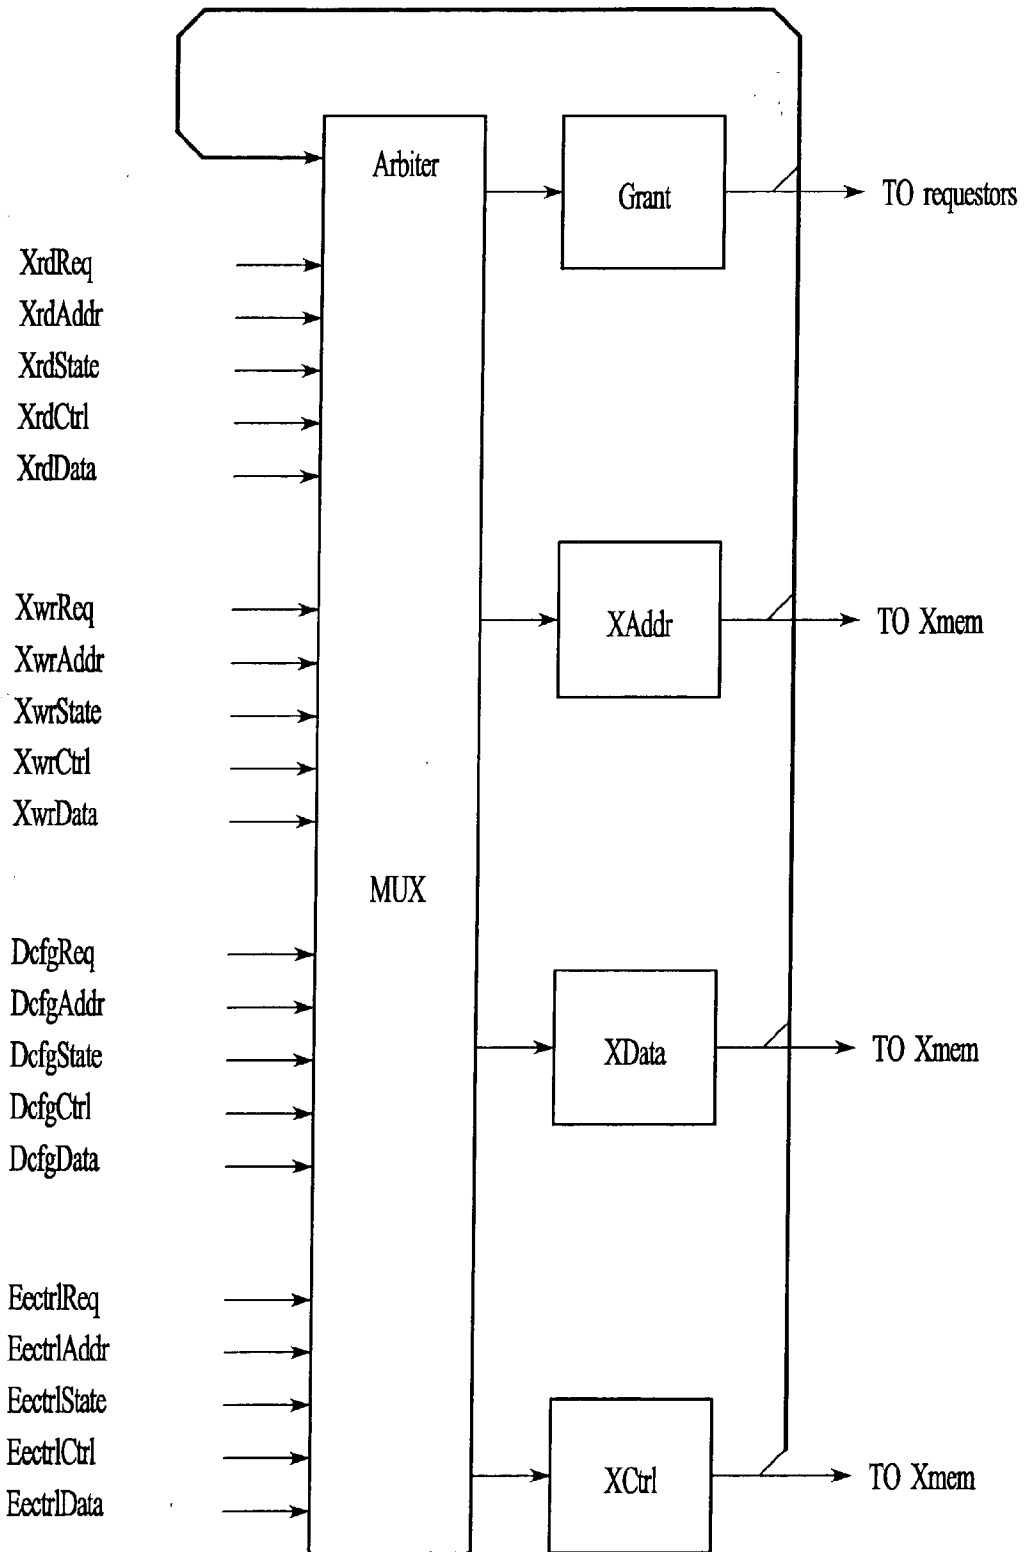 Arbiter
Grant
TO requestors
XrdReq
XrdAddr
XrdState
XrdCtrl
XrdData
XwrReq
XwrAddr
XwrState
XwrCtrl
XwrData
XAddr
TO Xmem
MUX
DcfgReq
DcfgAddr
DcfgState
DcfgCtrl
DcfgData
XData
TO Xmem
EectrlReq
EectrlAddr
EectrlState
EectrlCtrl
EectrlData
XCtrl
TO Xmem